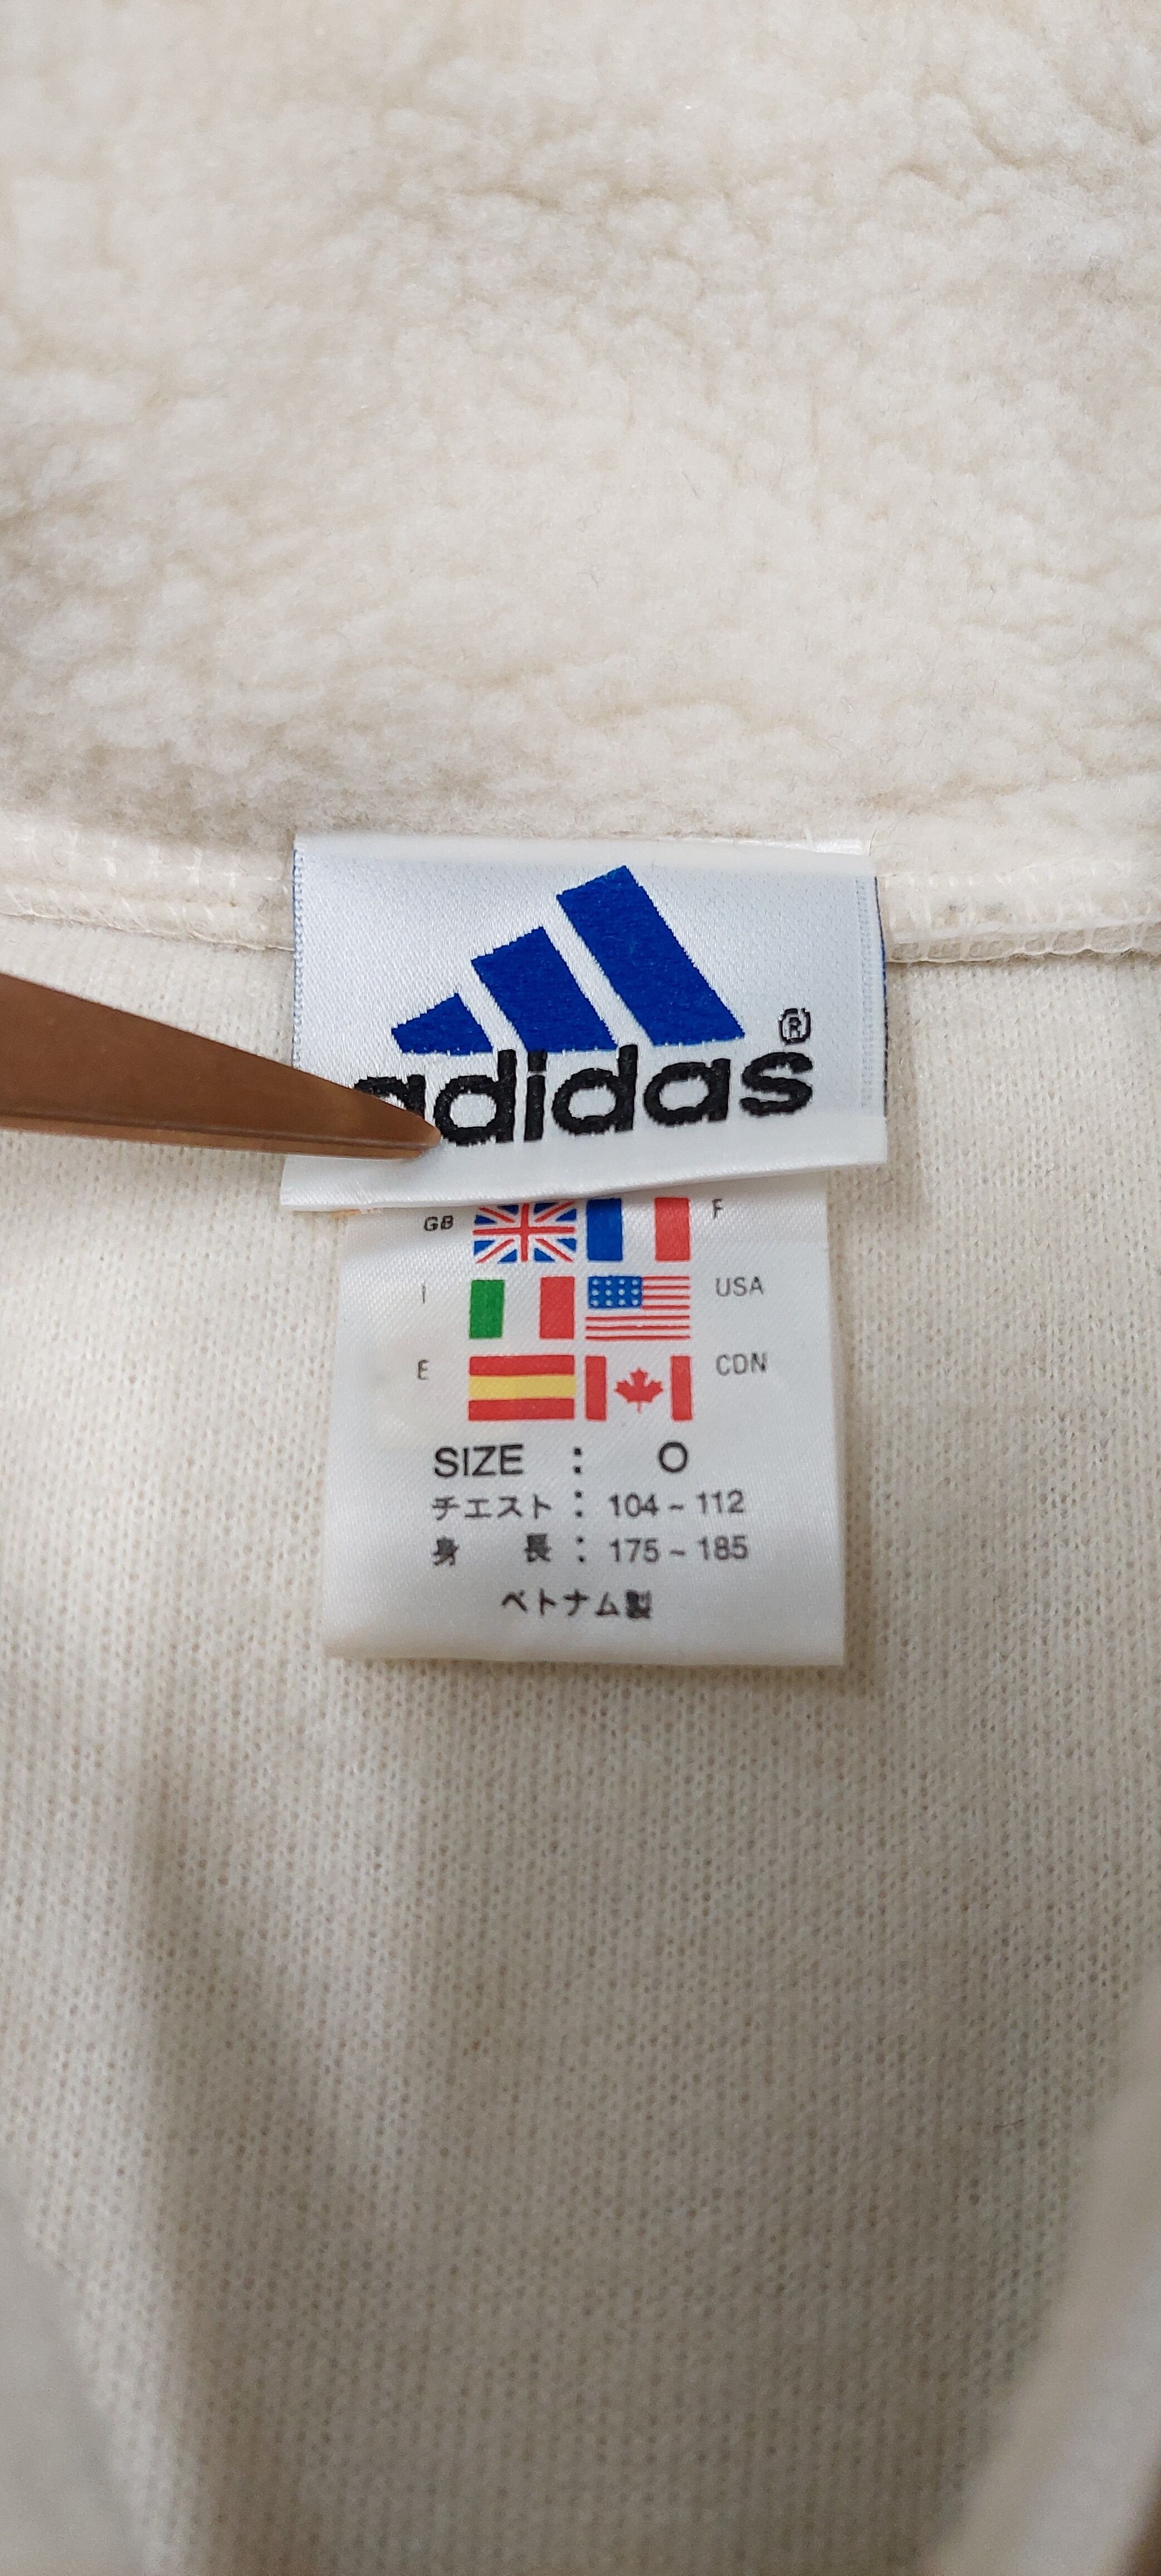 adidas®
GB F
I USA
E CDN
SIZE : O
チエスト : 104~112
身 長 : 175~185
ベトナム製